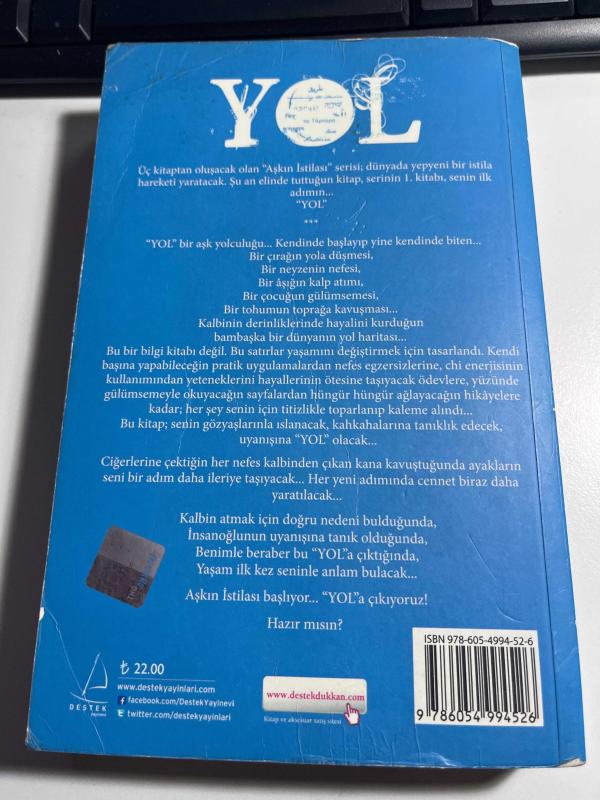 YOL
Üç kitaptan oluşacak olan "Aşkın İstilası" serisi; dünyada yepyeni bir istila
hareketi yaratacak. Şu an elinde tuttuğun kitap, serinin 1. kitabı, senin ilk
adımın...
"YOL"
***
"YOL" bir aşk yolculuğu... Kendinde başlayıp yine kendinde biten...
Bir çırağın yola düşmesi,
Bir neyzenin nefesi,
Bir âşığın kalp atımı,
Bir çocuğun gülümsemesi,
Bir tohumun toprağa kavuşması...
Kalbinin derinliklerinde hayalini kurduğun
bambaşka bir dünyanın yol haritası...
Bu bir bilgi kitabı değil. Bu satırlar yaşamını değiştirmek için tasarlandı. Kendi
başına yapabileceğin pratik uygulamalardan nefes egzersizlerine, chi enerjisinin
kullanımından yeteneklerini hayallerinin ötesine taşıyacak ödevlere, yüzünde
gülümsemeyle okuyacağın sayfalardan hüngür hüngür ağlayacağın hikâyelere
kadar; her şey senin için titizlikle toparlanıp kaleme alındı...
Bu kitap; senin gözyaşlarınla ıslanacak, kahkahalarına tanıklık edecek,
uyanışına "YOL" olacak...
Ciğerlerine çektiğin her nefes kalbinden çıkan kana kavuştuğunda ayakların
seni bir adım daha ileriye taşıyacak... Her yeni adımında cennet biraz daha
yaratılacak...
Kalbin atmak için doğru nedeni bulduğunda,
İnsanoğlunun uyanışına tanık olduğunda,
Benimle beraber bu "YOL"a çıktığında,
Yaşam ilk kez seninle anlam bulacak...
Aşkın İstilası başlıyor... "YOL"a çıkıyoruz!
Hazır mısın?
ISBN 978-605-4994-52-6
9 786054 994526
₺ 22.00
www.destekyayinlari.com
facebook.com/DestekYayinevi
twitter.com/destekyayinlari
DESTEK
yayınevi
www.destekdukkan.com
Kitap ve aksesuar satış sitesi